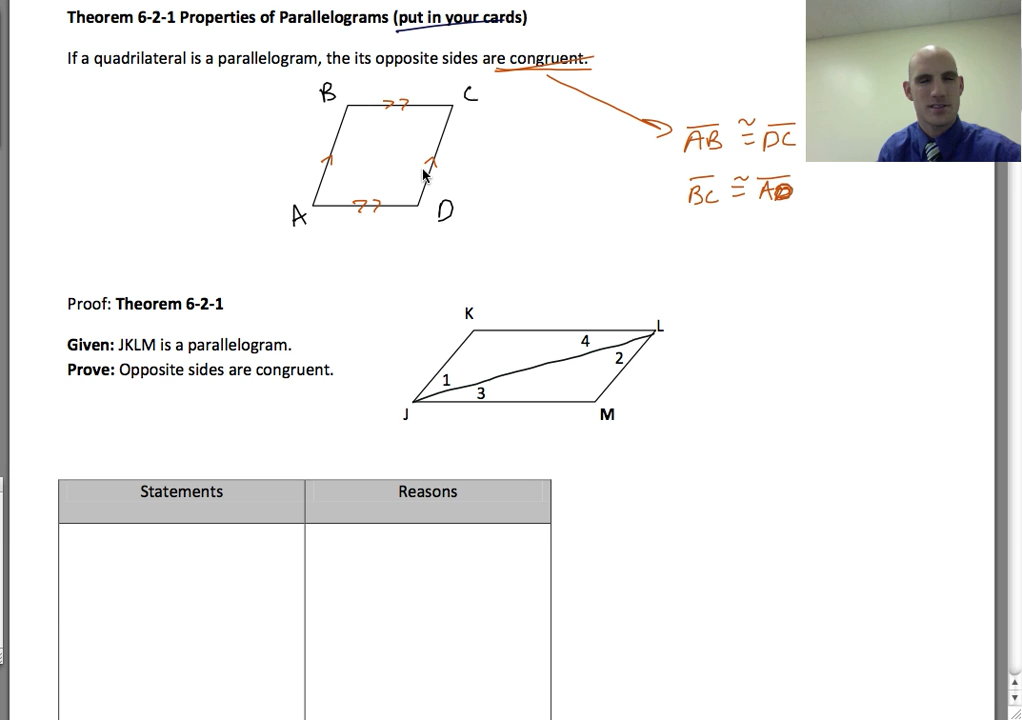 Theorem 6-2-1 Properties of Parallelograms (put in your cards)
If a quadrilateral is a parallelogram, the its opposite sides are congruent.
B C
A D
AB ≅ DC
BC ≅ AD
Proof: Theorem 6-2-1
Given: JKLM is a parallelogram.
Prove: Opposite sides are congruent.
K L
4
2
1
3
J M
Statements Reasons